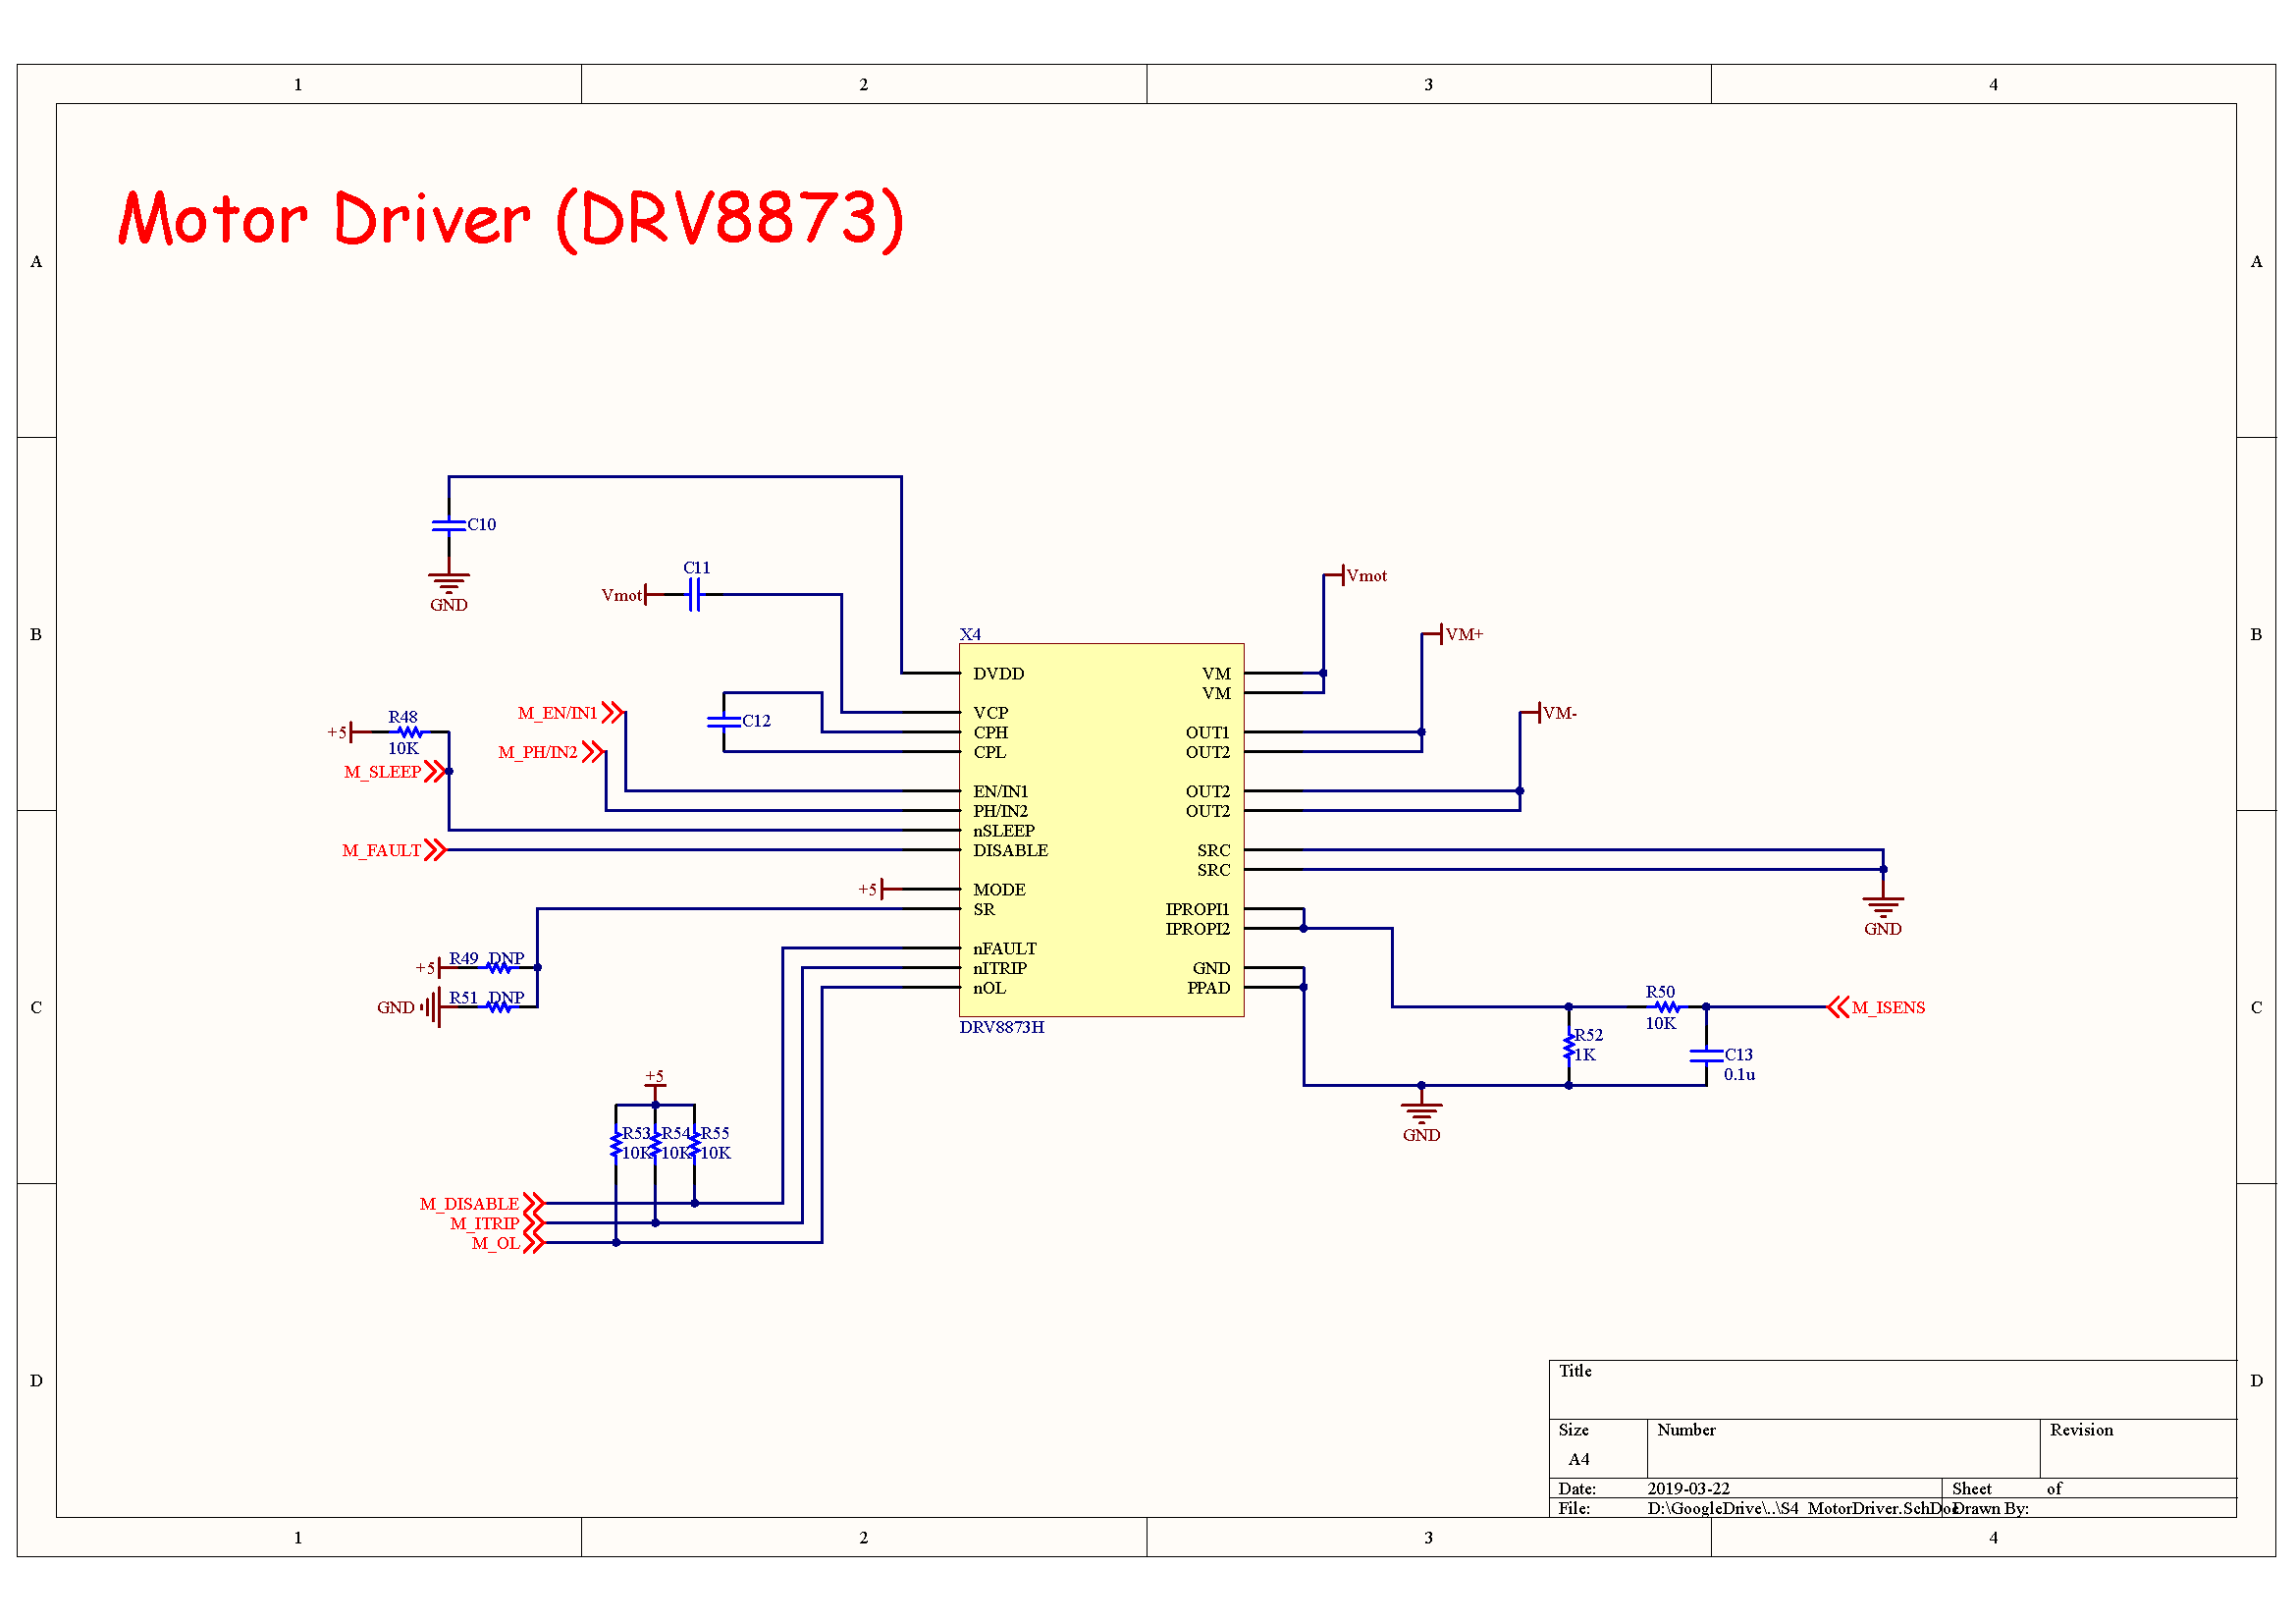 1 2 3 4
Motor Driver (DRV8873)
A A
C10
GND
C11
Vmot
Vmot
B B
X4
VM+
DVDD VM
VM
M_EN/IN1 VCP
VM-
R48
C12
+5
CPH OUT1
10K
M_PH/IN2 CPL OUT2
M_SLEEP
EN/IN1 OUT2
PH/IN2 OUT2
nSLEEP
M_FAULT DISABLE SRC
SRC
+5 MODE
SR IPROPI1
IPROPI2
GND
nFAULT
R49 DNP
+5
nITRIP GND
nOL PPAD
R51 DNP
GND
R50
M_ISENS
C C
10K
DRV8873H
R52
1K
C13
0.1u
+5
GND
R53 R54 R55
10K 10K 10K
M_DISABLE
M_ITRIP
M_OL
D D
Title
Size Number Revision
A4
Date: 2019-03-22 Sheet of
File: D:\GoogleDrive\..\S4 MotorDriver.SchDoc Drawn By:
1 2 3 4